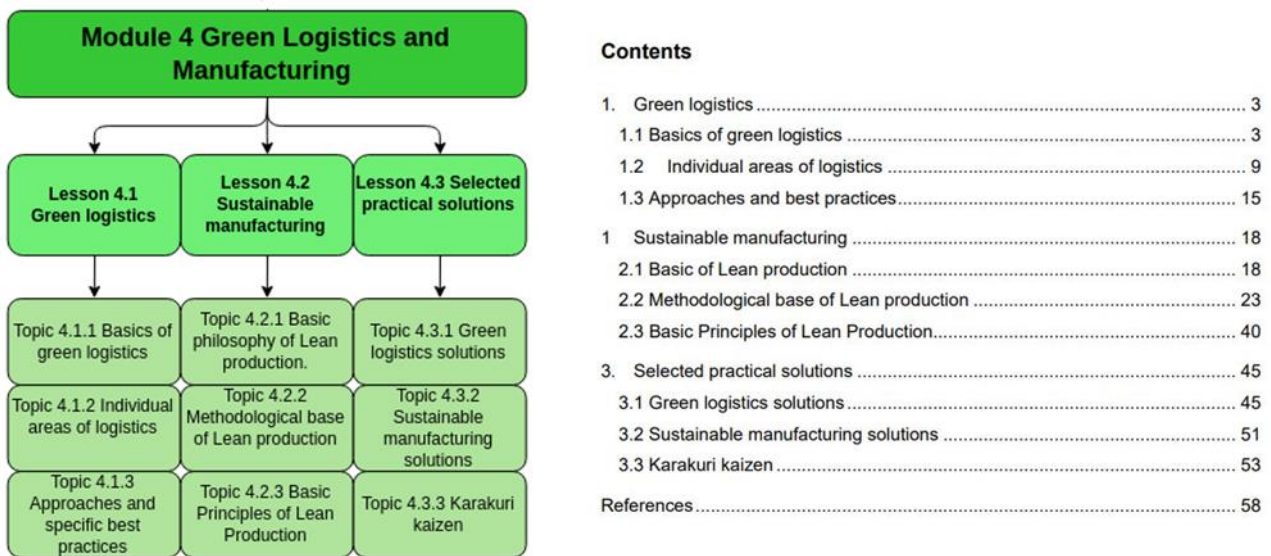 Module 4 Green Logistics and
Manufacturing
Lesson 4.1
Green logistics
Lesson 4.2
Sustainable
manufacturing
Lesson 4.3 Selected
practical solutions
Topic 4.1.1 Basics of
green logistics
Topic 4.2.1 Basic
philosophy of Lean
production.
Topic 4.3.1 Green
logistics solutions
Topic 4.1.2 Individual
areas of logistics
Topic 4.2.2
Methodological base
of Lean production
Topic 4.3.2
Sustainable
manufacturing
solutions
Topic 4.1.3
Approaches and
specific best
practices
Topic 4.2.3 Basic
Principles of Lean
Production
Topic 4.3.3 Karakuri
kaizen
Contents
1. Green logistics 3
1.1 Basics of green logistics 3
1.2 Individual areas of logistics 9
1.3 Approaches and best practices 15
1 Sustainable manufacturing 18
2.1 Basic of Lean production 18
2.2 Methodological base of Lean production 23
2.3 Basic Principles of Lean Production 40
3. Selected practical solutions 45
3.1 Green logistics solutions 45
3.2 Sustainable manufacturing solutions 51
3.3 Karakuri kaizen 53
References 58